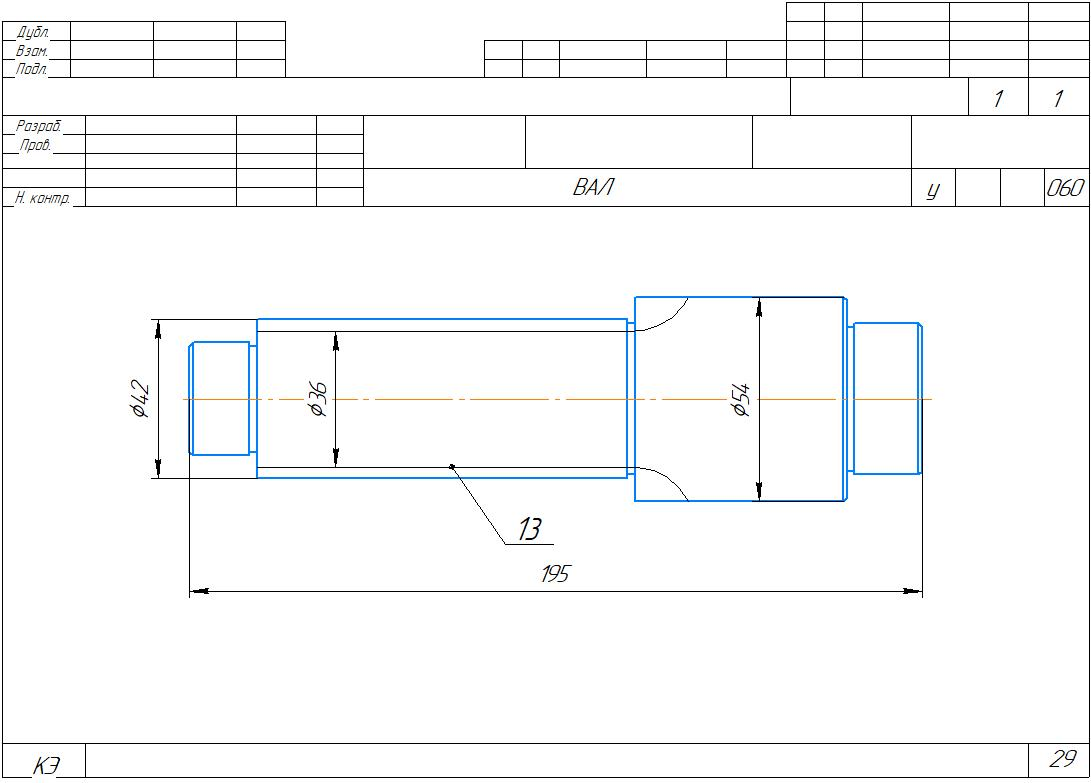 Дубл.
Взам.
Подл.
1 1
Разраб.
Пров.
ВАЛ у 060
Н. контр.
ϕ42
ϕ36
ϕ54
13
195
КЭ 29